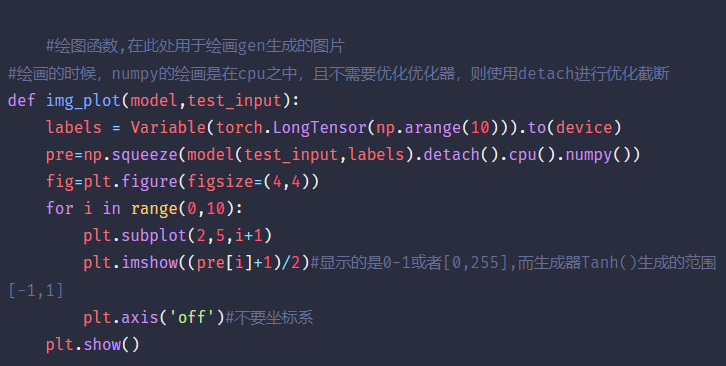 #绘图函数,在此处用于绘画gen生成的图片
#绘画的时候，numpy的绘画是在cpu之中，且不需要优化优化器，则使用detach进行优化截断
def img_plot(model,test_input):
    labels = Variable(torch.LongTensor(np.arange(10))).to(device)
    pre=np.squeeze(model(test_input,labels).detach().cpu().numpy())
    fig=plt.figure(figsize=(4,4))
    for i in range(0,10):
        plt.subplot(2,5,i+1)
        plt.imshow((pre[i]+1)/2)#显示的是0-1或者[0,255],而生成器Tanh()生成的范围
[-1,1]
        plt.axis('off')#不要坐标系
    plt.show()